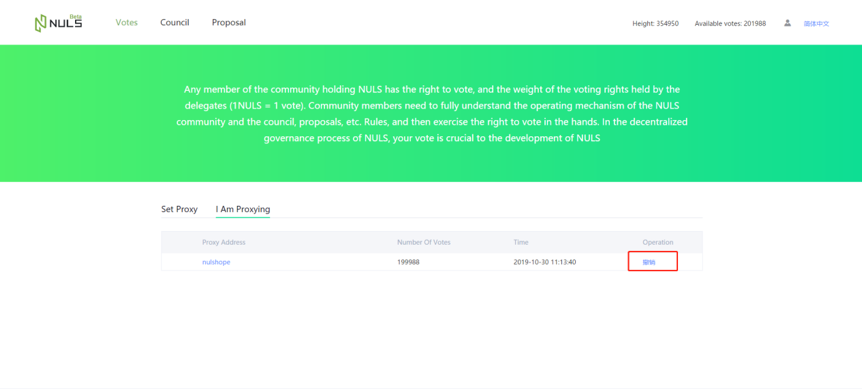 NULS Beta
Votes Council Proposal Height: 354950 Available votes: 201988 简体中文
Any member of the community holding NULS has the right to vote, and the weight of the voting rights held by the
delegates (1NULS = 1 vote). Community members need to fully understand the operating mechanism of the NULS
community and the council, proposals, etc. Rules, and then exercise the right to vote in the hands. In the decentralized
governance process of NULS, your vote is crucial to the development of NULS
Set Proxy I Am Proxying
Proxy Address Number Of Votes Time Operation
nulshope 199988 2019-10-30 11:13:40 撤销